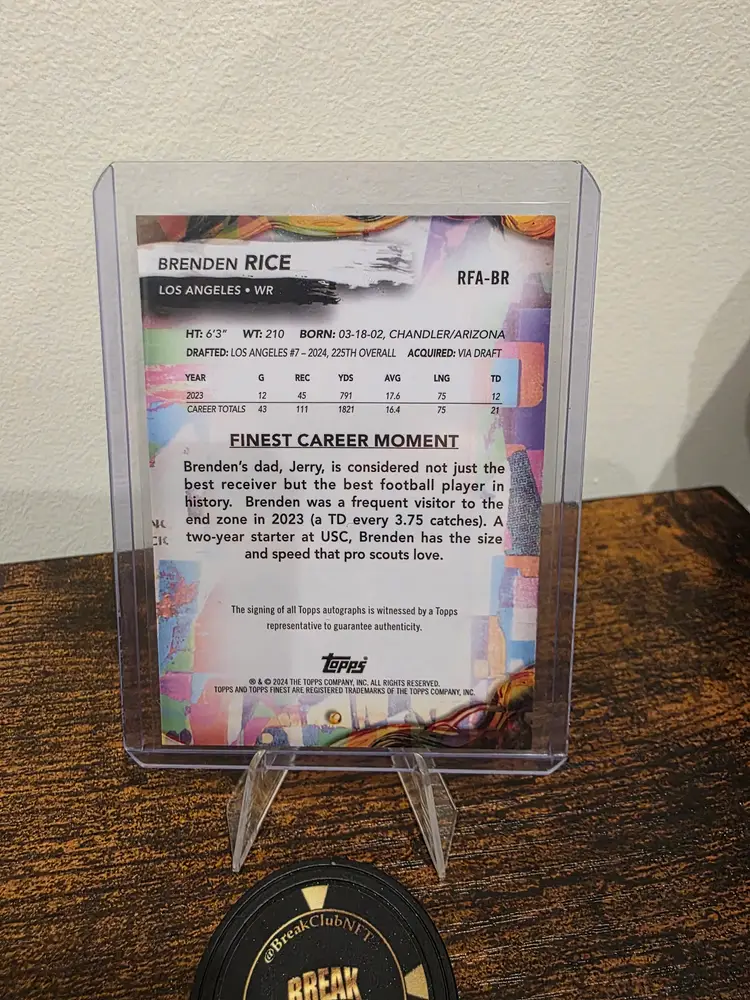 BRENDEN RICE
RFA-BR
LOS ANGELES • WR
HT: 6'3" WT: 210 BORN: 03-18-02, CHANDLER/ARIZONA
DRAFTED: LOS ANGELES #7 – 2024, 225TH OVERALL ACQUIRED: VIA DRAFT
YEAR G REC YDS AVG LNG TD
2023 12 45 791 17.6 75 12
CAREER TOTALS 43 111 1821 16.4 75 21
FINEST CAREER MOMENT
Brenden's dad, Jerry, is considered not just the
best receiver but the best football player in
history. Brenden was a frequent visitor to the
end zone in 2023 (a TD every 3.75 catches). A
two-year starter at USC, Brenden has the size
and speed that pro scouts love.
The signing of all Topps autographs is witnessed by a Topps
representative to guarantee authenticity.
Topps
® & © 2024 THE TOPPS COMPANY, INC. ALL RIGHTS RESERVED.
TOPPS AND TOPPS FINEST ARE REGISTERED TRADEMARKS OF THE TOPPS COMPANY, INC.
@BreakClubNFT
BREAK